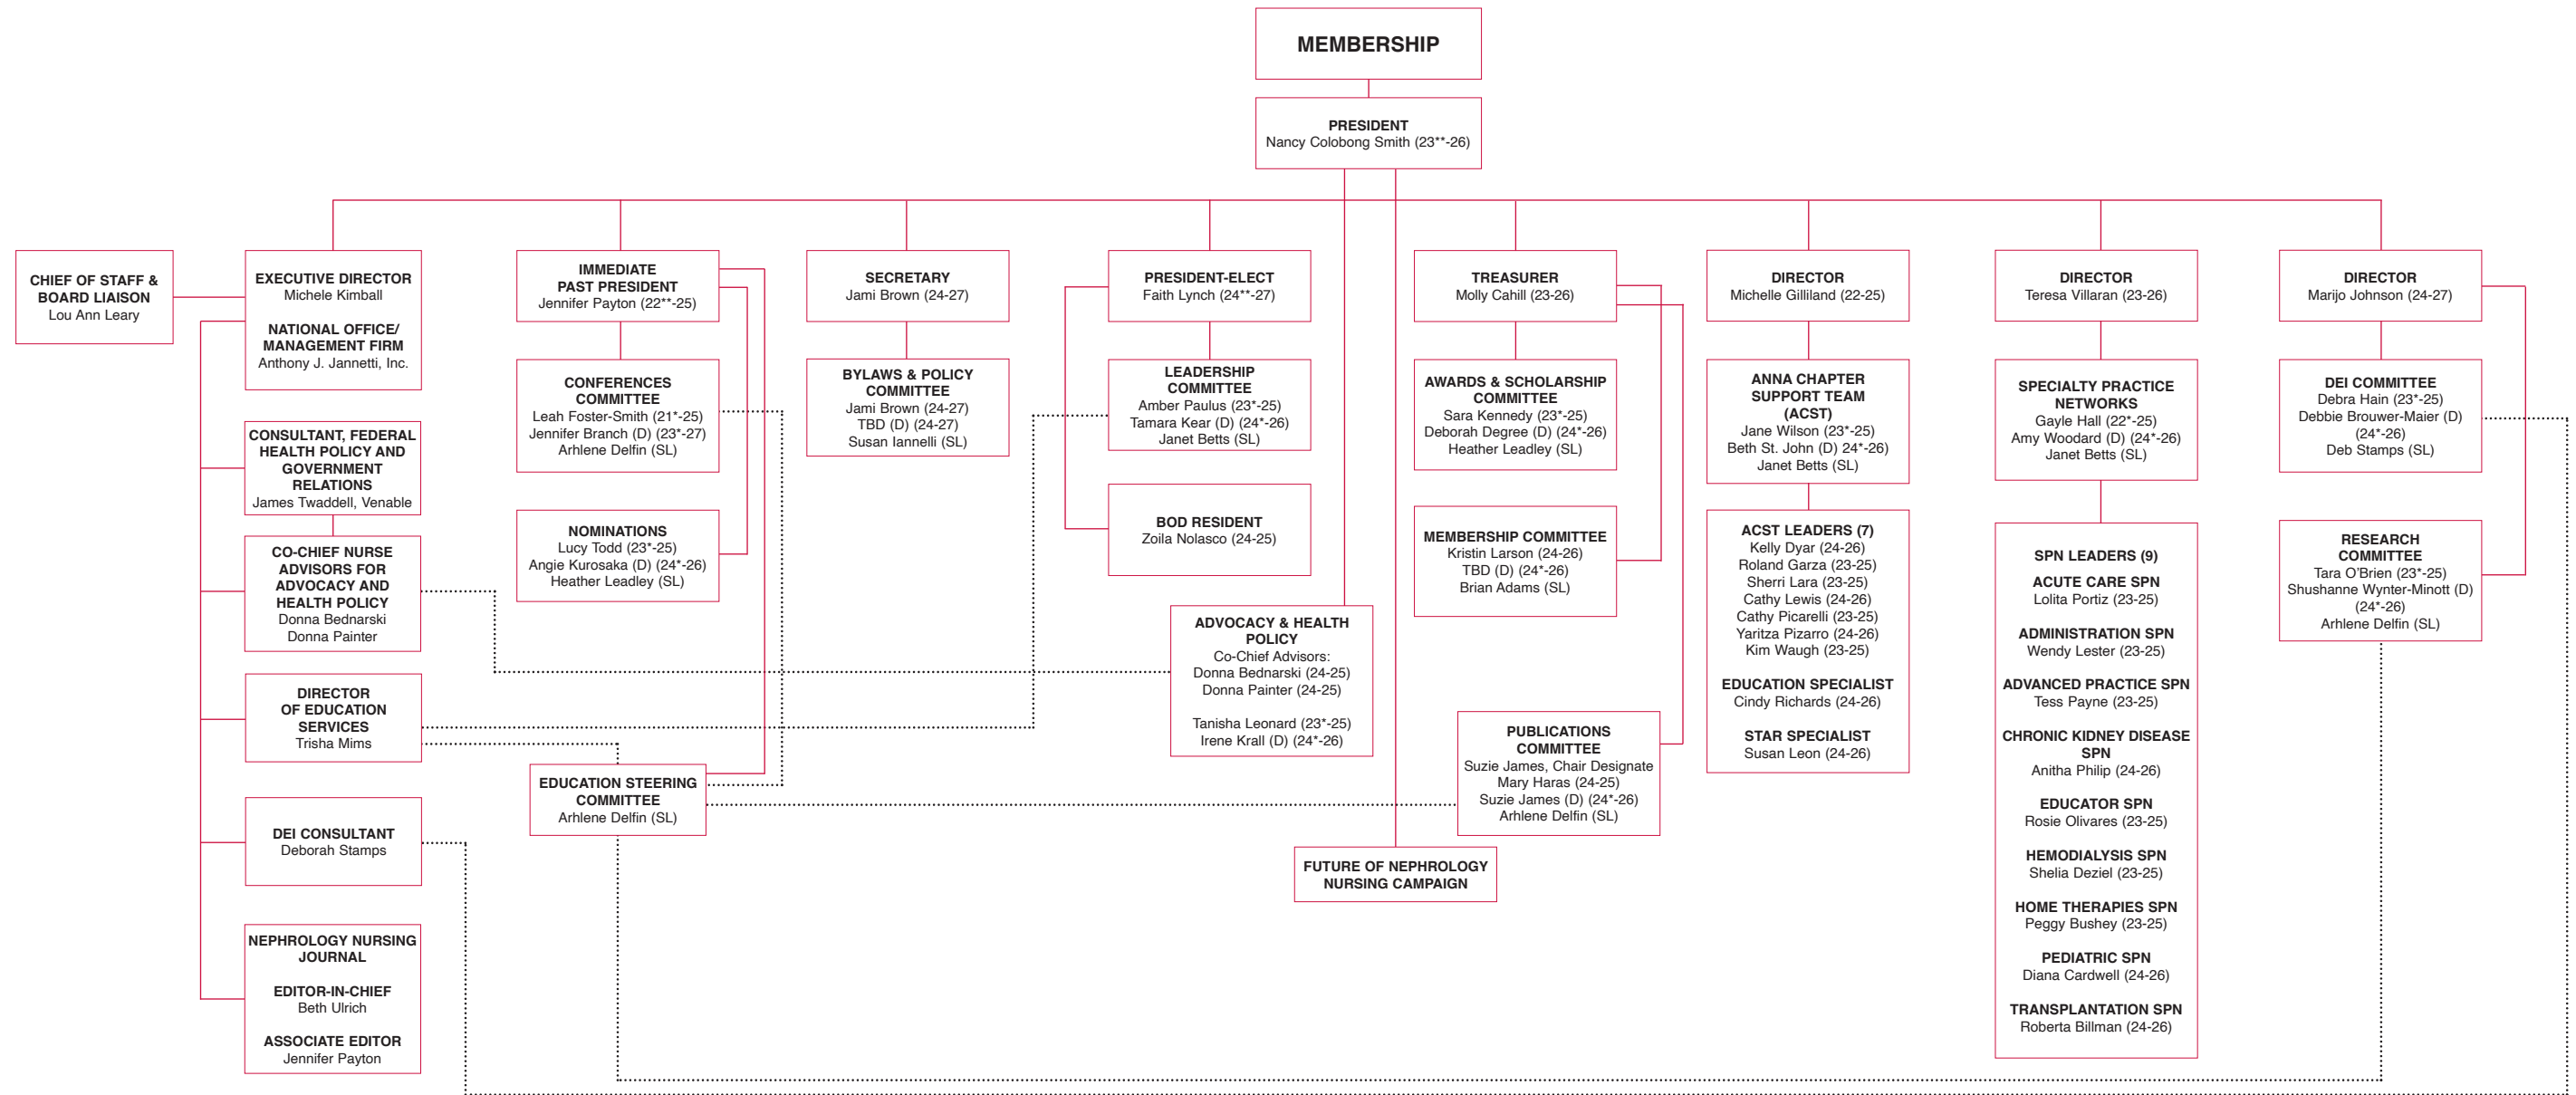 MEMBERSHIP
PRESIDENT
Nancy Colobong Smith (23**-26)
CHIEF OF STAFF &
BOARD LIAISON
Lou Ann Leary
EXECUTIVE DIRECTOR
Michele Kimball
NATIONAL OFFICE/
MANAGEMENT FIRM
Anthony J. Jannetti, Inc.
CONSULTANT, FEDERAL
HEALTH POLICY AND
GOVERNMENT
RELATIONS
James Twaddell, Venable
CO-CHIEF NURSE
ADVISORS FOR
ADVOCACY AND
HEALTH POLICY
Donna Bednarski
Donna Painter
DIRECTOR
OF EDUCATION
SERVICES
Trisha Mims
DEI CONSULTANT
Deborah Stamps
NEPHROLOGY NURSING
JOURNAL
EDITOR-IN-CHIEF
Beth Ulrich
ASSOCIATE EDITOR
Jennifer Payton
IMMEDIATE
PAST PRESIDENT
Jennifer Payton (22**-25)
CONFERENCES
COMMITTEE
Leah Foster-Smith (21*-25)
Jennifer Branch (D) (23*-27)
Arhlene Delfin (SL)
NOMINATIONS
Lucy Todd (23*-25)
Angie Kurosaka (D) (24*-26)
Heather Leadley (SL)
EDUCATION STEERING
COMMITTEE
Arhlene Delfin (SL)
SECRETARY
Jami Brown (24-27)
BYLAWS & POLICY
COMMITTEE
Jami Brown (24-27)
TBD (D) (24-27)
Susan Iannelli (SL)
PRESIDENT-ELECT
Faith Lynch (24**-27)
LEADERSHIP
COMMITTEE
Amber Paulus (23*-25)
Tamara Kear (D) (24*-26)
Janet Betts (SL)
BOD RESIDENT
Zoila Nolasco (24-25)
ADVOCACY & HEALTH
POLICY
Co-Chief Advisors:
Donna Bednarski (24-25)
Donna Painter (24-25)
Tanisha Leonard (23*-25)
Irene Krall (D) (24*-26)
FUTURE OF NEPHROLOGY
NURSING CAMPAIGN
TREASURER
Molly Cahill (23-26)
AWARDS & SCHOLARSHIP
COMMITTEE
Sara Kennedy (23*-25)
Deborah Degree (D) (24*-26)
Heather Leadley (SL)
MEMBERSHIP COMMITTEE
Kristin Larson (24-26)
TBD (D) (24*-26)
Brian Adams (SL)
PUBLICATIONS
COMMITTEE
Suzie James, Chair Designate
Mary Haras (24-25)
Suzie James (D) (24*-26)
Arhlene Delfin (SL)
DIRECTOR
Michelle Gilliland (22-25)
ANNA CHAPTER
SUPPORT TEAM
(ACST)
Jane Wilson (23*-25)
Beth St. John (D) 24*-26)
Janet Betts (SL)
ACST LEADERS (7)
Kelly Dyar (24-26)
Roland Garza (23-25)
Sherri Lara (23-25)
Cathy Lewis (24-26)
Cathy Picarelli (23-25)
Yaritza Pizarro (24-26)
Kim Waugh (23-25)
EDUCATION SPECIALIST
Cindy Richards (24-26)
STAR SPECIALIST
Susan Leon (24-26)
DIRECTOR
Teresa Villaran (23-26)
SPECIALTY PRACTICE
NETWORKS
Gayle Hall (22*-25)
Amy Woodard (D) (24*-26)
Janet Betts (SL)
SPN LEADERS (9)
ACUTE CARE SPN
Lolita Portiz (23-25)
ADMINISTRATION SPN
Wendy Lester (23-25)
ADVANCED PRACTICE SPN
Tess Payne (23-25)
CHRONIC KIDNEY DISEASE
SPN
Anitha Philip (24-26)
EDUCATOR SPN
Rosie Olivares (23-25)
HEMODIALYSIS SPN
Shelia Deziel (23-25)
HOME THERAPIES SPN
Peggy Bushey (23-25)
PEDIATRIC SPN
Diana Cardwell (24-26)
TRANSPLANTATION SPN
Roberta Billman (24-26)
DIRECTOR
Marijo Johnson (24-27)
DEI COMMITTEE
Debra Hain (23*-25)
Debbie Brouwer-Maier (D)
(24*-26)
Deb Stamps (SL)
RESEARCH
COMMITTEE
Tara O'Brien (23*-25)
Shushanne Wynter-Minott (D)
(24*-26)
Arhlene Delfin (SL)